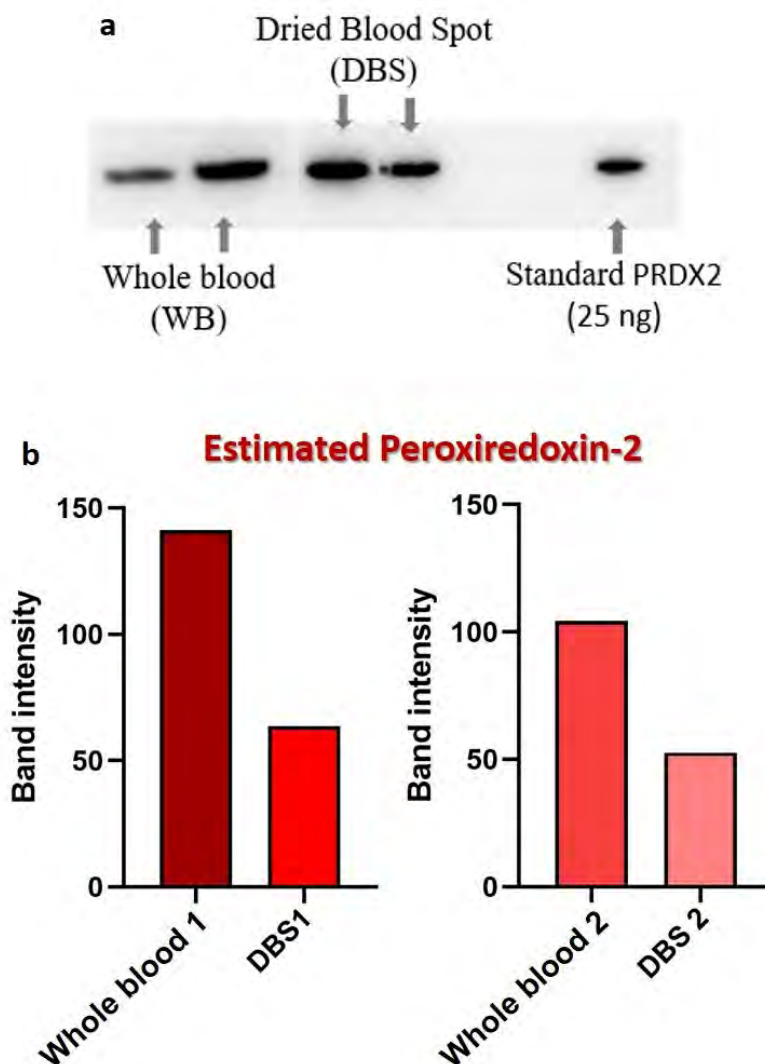 a
Dried Blood Spot
(DBS)
Whole blood
(WB)
Standard PRDX2
(25 ng)
b
Estimated Peroxiredoxin-2
Band intensity
150
100
50
0
Whole blood 1
DBS1
Band intensity
150
100
50
0
Whole blood 2
DBS 2